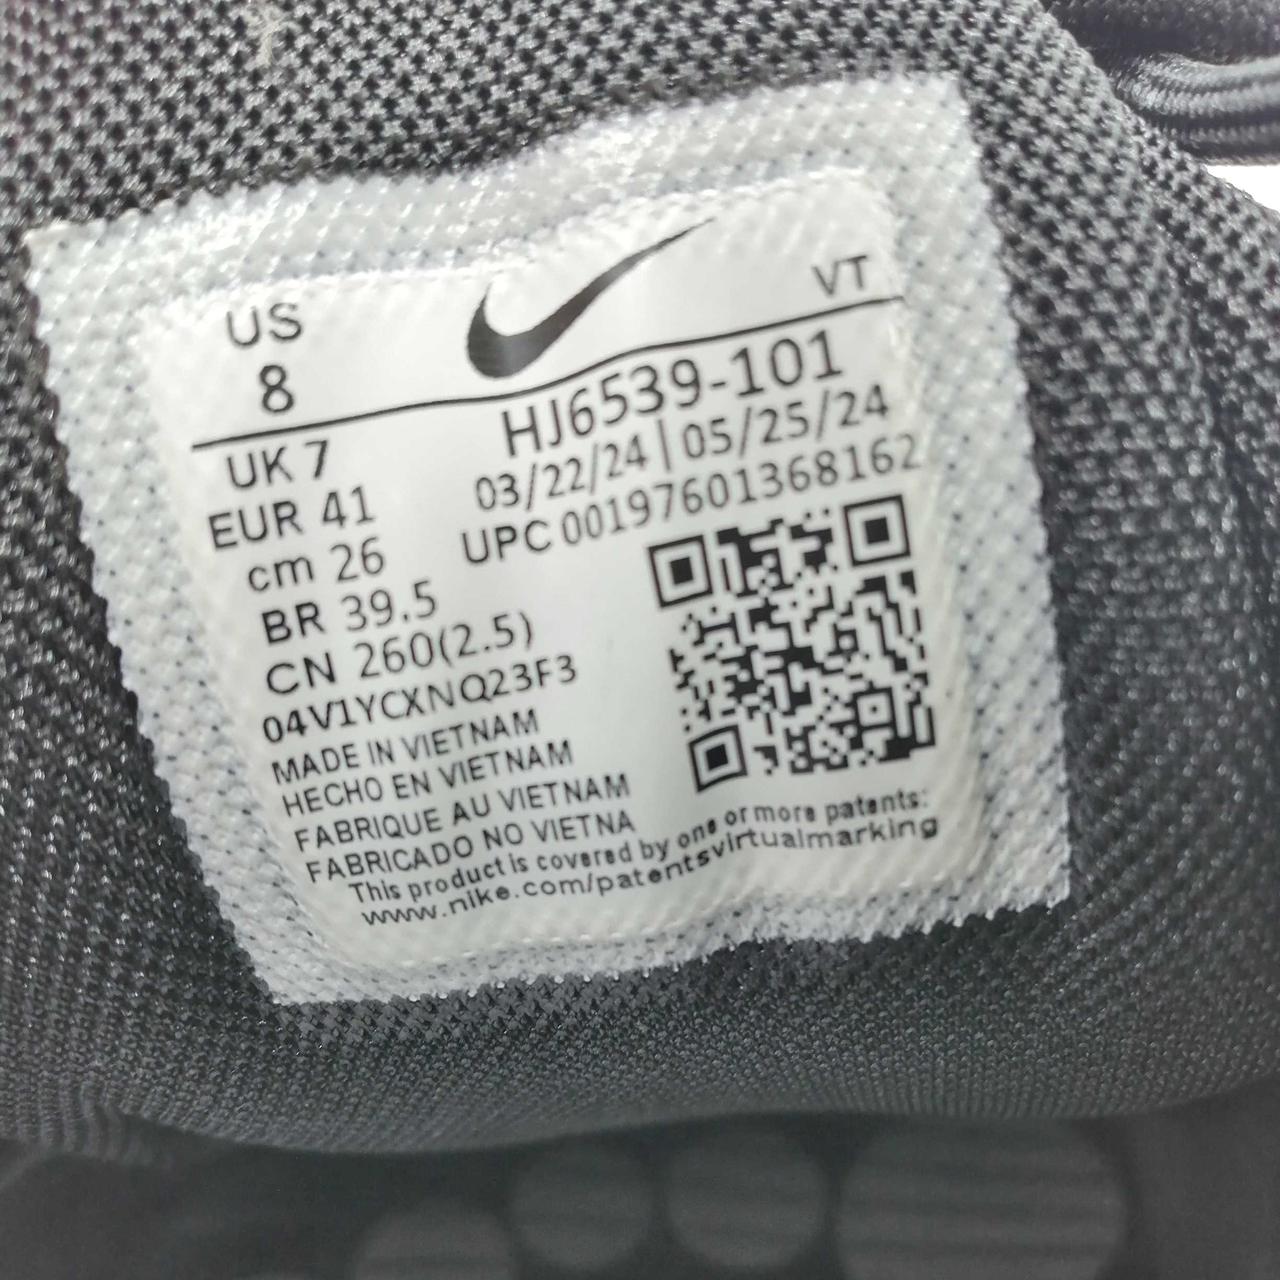 US
8
VT
UK 7
EUR 41
cm 26
BR 39.5
CN 260(2.5)
HJ6539-101
03/22/24 | 05/25/24
UPC 00197601368162
04V1YCXNQ23F3
MADE IN VIETNAM
HECHO EN VIETNAM
FABRIQUE AU VIETNAM
FABRICADO NO VIETNA
This product is covered by one or more patents:
www.nike.com/patentsvirtualmarking